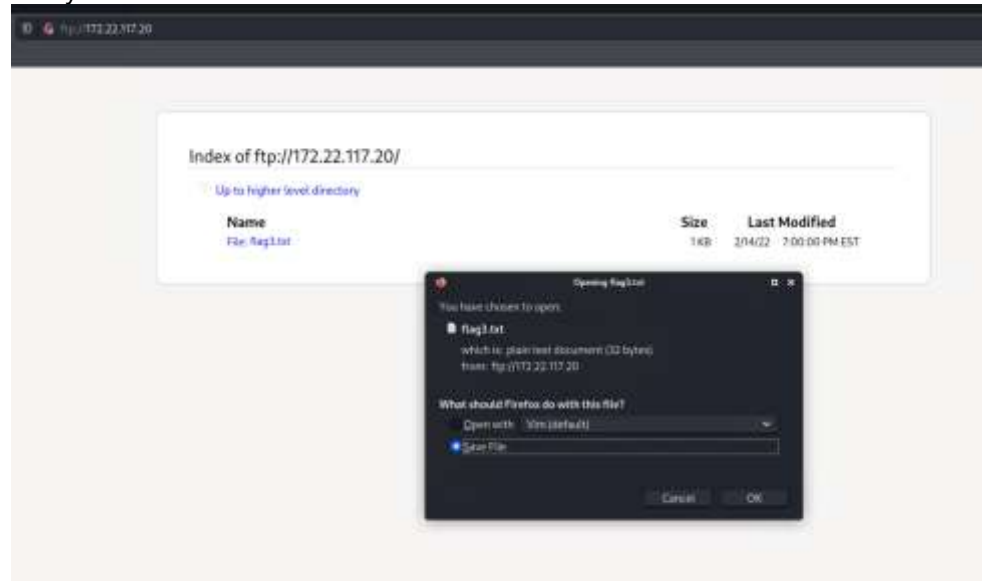 ftp://172.22.117.20
Index of ftp://172.22.117.20/
Up to higher level directory
Name Size Last Modified
File: flag3.txt 1 KB 2/14/22 7:00:00 PM EST
Opening flag3.txt
You have chosen to open:
flag3.txt
which is: plain text document (32 bytes)
from: ftp://172.22.117.20
What should Firefox do with this file?
Open with Vim (default)
Save File
Cancel OK